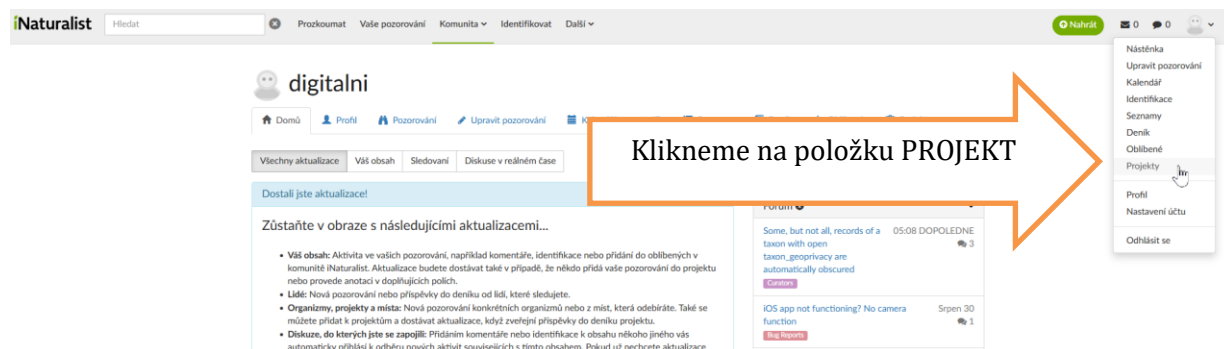 iNaturalist Hledat Prozkoumat Vaše pozorování Komunita Identifikovat Další Nahrát 0 0
Nástěnka
Upravit pozorování
Kalendář
Identifikace
Seznamy
Deník
Oblíbené
Projekty
Profil
Nastavení účtu
Odhlásit se
digitalni
Domů Profil Pozorování Upravit pozorování
Klikneme na položku PROJEKT
Všechny aktualizace Váš obsah Sledovaní Diskuse v reálném čase
Dostali jste aktualizace!
Zůstaňte v obraze s následujícími aktualizacemi...
• Váš obsah: Aktivita ve vašich pozorování, například komentáře, identifikace nebo přidání do oblíbených v
komunitě iNaturalist. Aktualizace budete dostávat také v případě, že někdo přidá vaše pozorování do projektu
nebo provede anotaci v doplňujících polích.
• Lidé: Nová pozorování nebo příspěvky do deníku od lidí, které sledujete.
• Organizmy, projekty a místa: Nová pozorování konkrétních organizmů nebo z míst, která odebíráte. Také se
můžete přidat k projektům a dostávat aktualizace, když zveřejní příspěvky do deníku projektu.
• Diskuze, do kterých jste se zapojili: Přidáním komentáře nebo identifikace k obsahu někoho jiného vás
automaticky přihlásí k odběru nových aktivit souvisejících s tímto obsahem. Pokud už nechcete aktualizace
Fórum
Some, but not all, records of a 05:08 DOPOLEDNE
taxon with open 3
taxon_geoprivacy are
automatically obscured
Curators
iOS app not functioning? No camera Srpen 30
function 1
Bug Reports